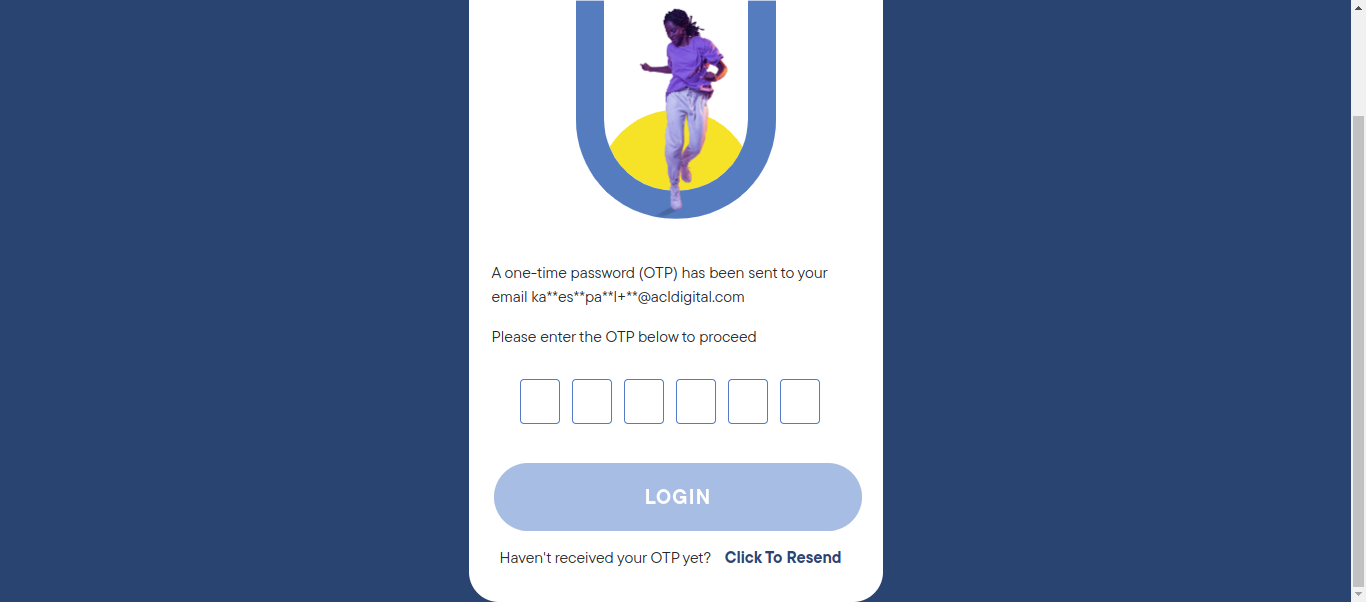 A one-time password (OTP) has been sent to your
email ka**es**pa**l+**@acldigital.com
Please enter the OTP below to proceed
LOGIN
Haven't received your OTP yet? Click To Resend